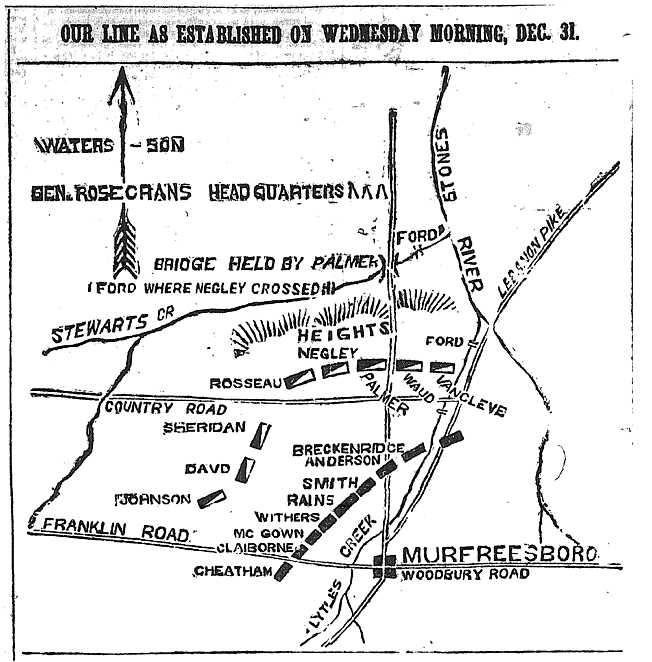 OUR LINE AS ESTABLISHED ON WEDNESDAY MORNING, DEC. 31.
WATERS - SON
GEN. ROSECRANS HEADQUARTERS
STONES RIVER
LEBANON PIKE
FORD
BRIDGE HELD BY PALMER
(FORD WHERE NEGLEY CROSSED)
STEWARTS CR
HEIGHTS
NEGLEY
FORD
ROSSEAU
PALMER
WAUD
VANCLEVE
COUNTRY ROAD
SHERIDAN
BRECKENRIDGE
ANDERSON
DAVD
SMITH
JOHNSON
RAINS
WITHERS
FRANKLIN ROAD.
MC GOWN
CLAIBORNE
CREEK
LYTLES
CHEATHAM
MURFREESBORO
WOODBURY ROAD